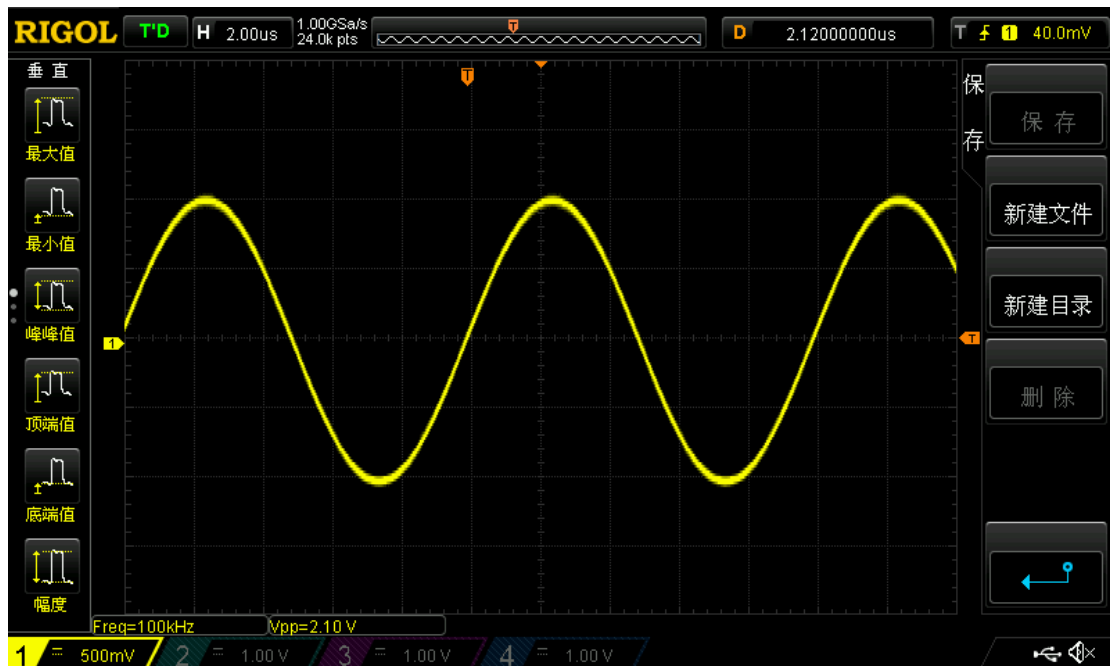 RIGOL T'D H 2.00us 1.00GSa/s 24.0k pts T D 2.12000000us T 1 40.0mV
垂直
最大值
最小值
峰峰值
顶端值
底端值
幅度
T
1
T
保存
保存
新建文件
新建目录
删除
Freq=100kHz Vpp=2.10 V
1 = 500mV 2 = 1.00 V 3 = 1.00 V 4 = 1.00 V